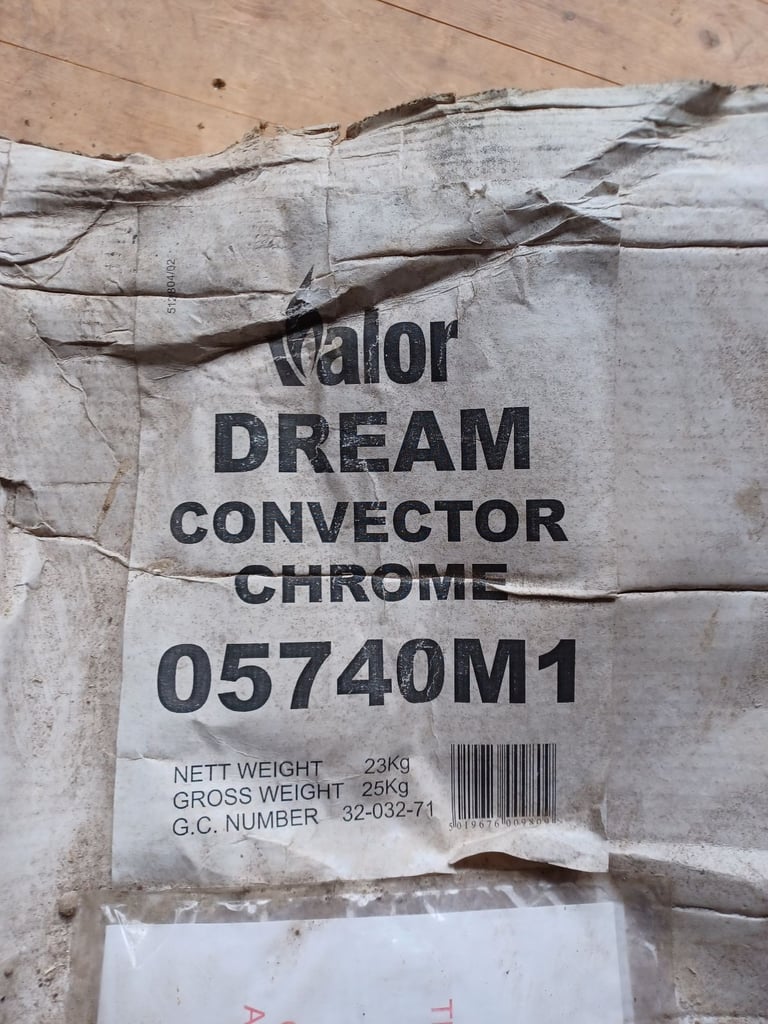 Valor
DREAM
CONVECTOR
CHROME
05740M1
NETT WEIGHT 23Kg
GROSS WEIGHT 25Kg
G.C. NUMBER 32-032-71